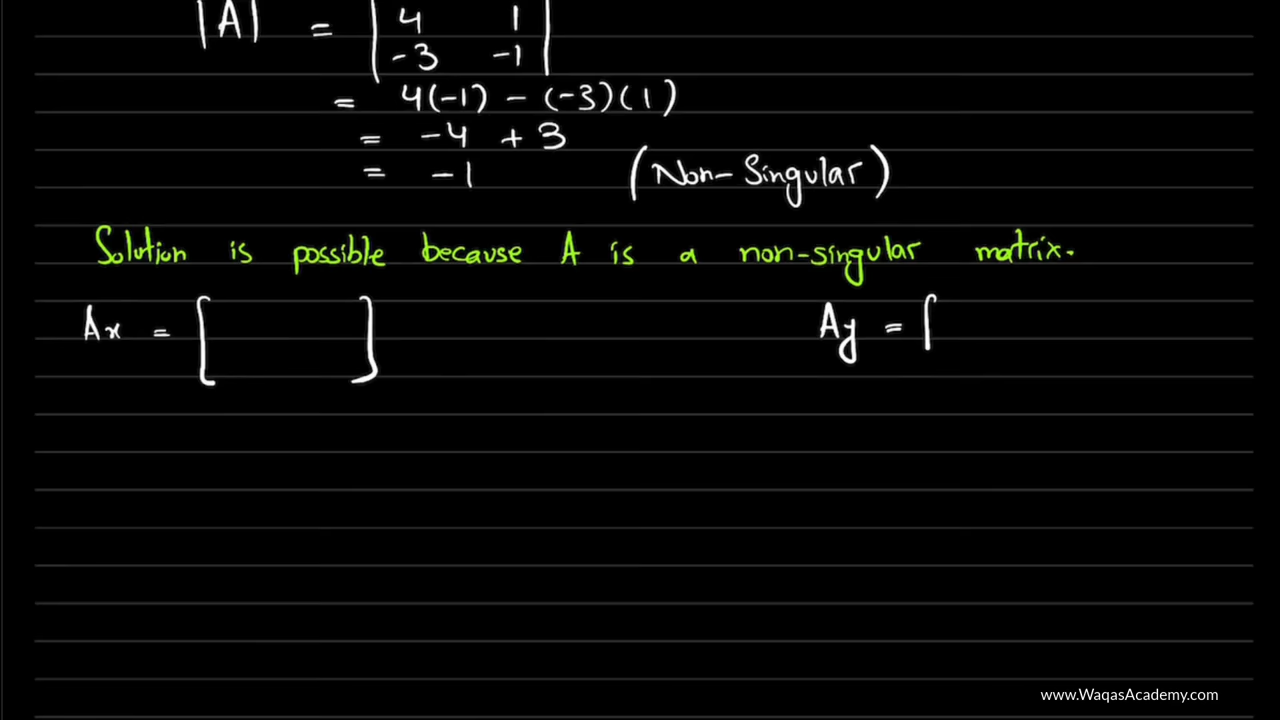 |A| = | 4 1 |
| -3 -1 |
= 4(-1) - (-3)(1)
= -4 + 3
= -1 (Non-Singular)
Solution is possible because A is a non-singular matrix.
Ax = [ ] Ay = [
www.WaqasAcademy.com